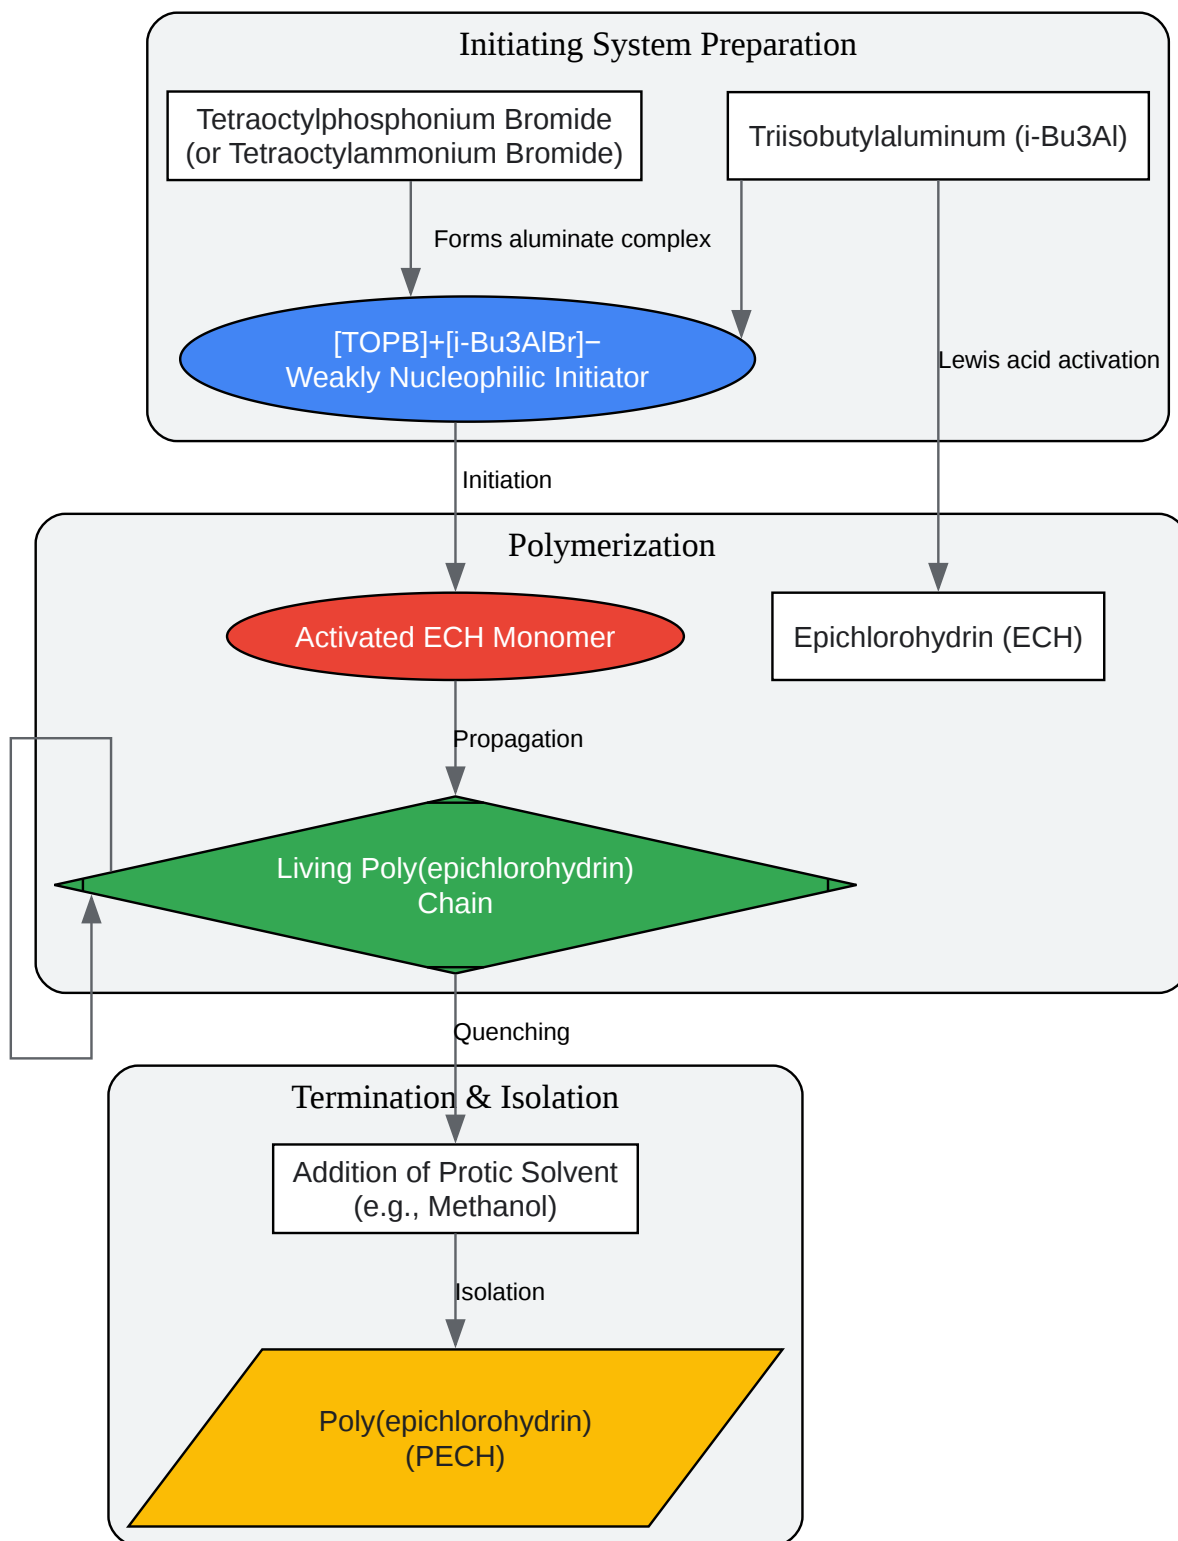 Initiating System Preparation
Tetraoctylphosphonium Bromide
(or Tetraoctylammonium Bromide)
Triisobutylaluminum (i-Bu3Al)
Forms aluminate complex
[TOPB]+[i-Bu3AlBr]−
Weakly Nucleophilic Initiator
Lewis acid activation
Initiation
Polymerization
Activated ECH Monomer
Epichlorohydrin (ECH)
Propagation
Living Poly(epichlorohydrin)
Chain
Quenching
Termination & Isolation
Addition of Protic Solvent
(e.g., Methanol)
Isolation
Poly(epichlorohydrin)
(PECH)